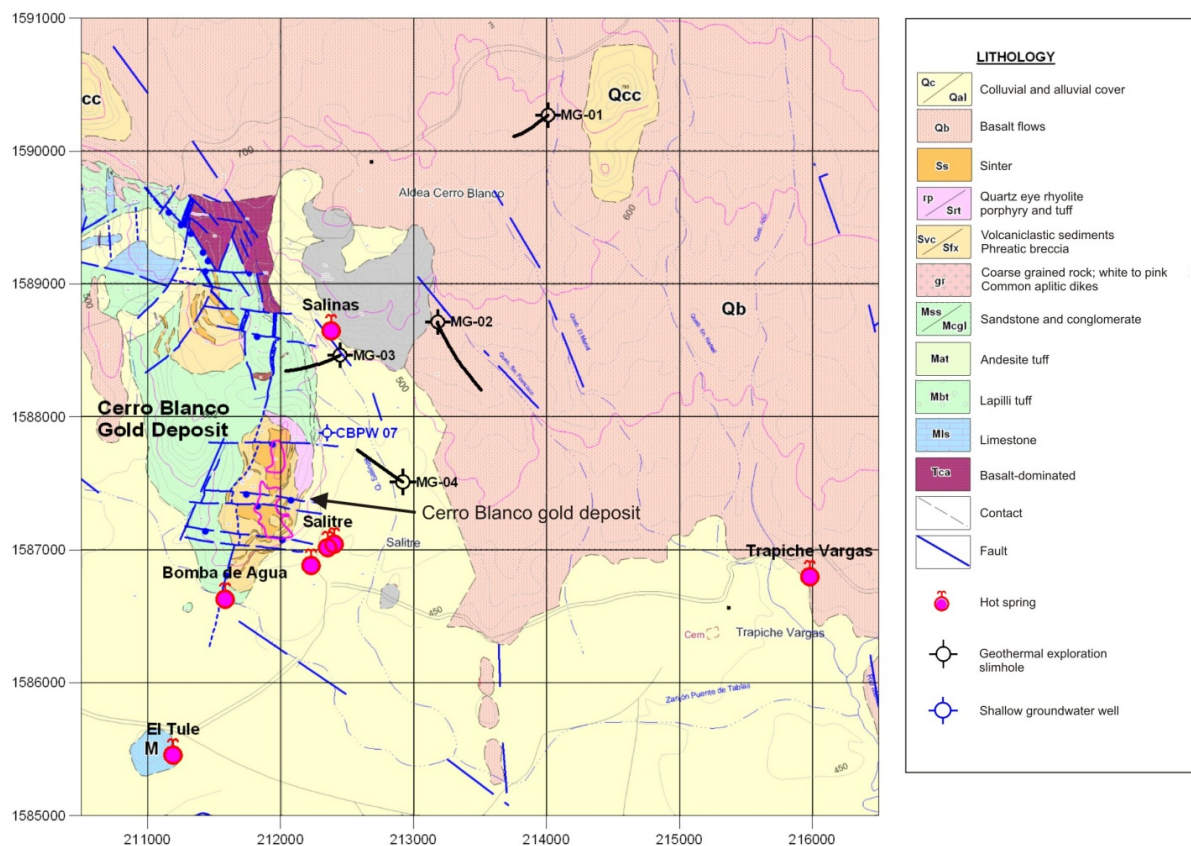 1591000
1590000
1589000
1588000
1587000
1586000
1585000
211000
212000
213000
214000
215000
216000
cc
700
Qcc
MG-01
Aldea Cerro Blanco
600
500
Salinas
MG-02
Qb
MG-03
500
Cerro Blanco
Gold Deposit
CBPW 07
MG-04
Cerro Blanco gold deposit
Salitre
Salitre
Bomba de Agua
Trapiche Vargas
450
Cem
Trapiche Vargas
Zanjón Puente de Tablas
El Tule
M
450
LITHOLOGY
Qc
Qal
Colluvial and alluvial cover
Qb
Basalt flows
Ss
Sinter
rp
Srt
Quartz eye rhyolite
porphyry and tuff
Svc
Sfx
Volcaniclastic sediments
Phreatic breccia
gr
Coarse grained rock; white to pink
Common aplitic dikes
Mss
Mcgl
Sandstone and conglomerate
Mat
Andesite tuff
Mbt
Lapilli tuff
Mls
Limestone
Tca
Basalt-dominated
Contact
Fault
Hot spring
Geothermal exploration
slimhole
Shallow groundwater well